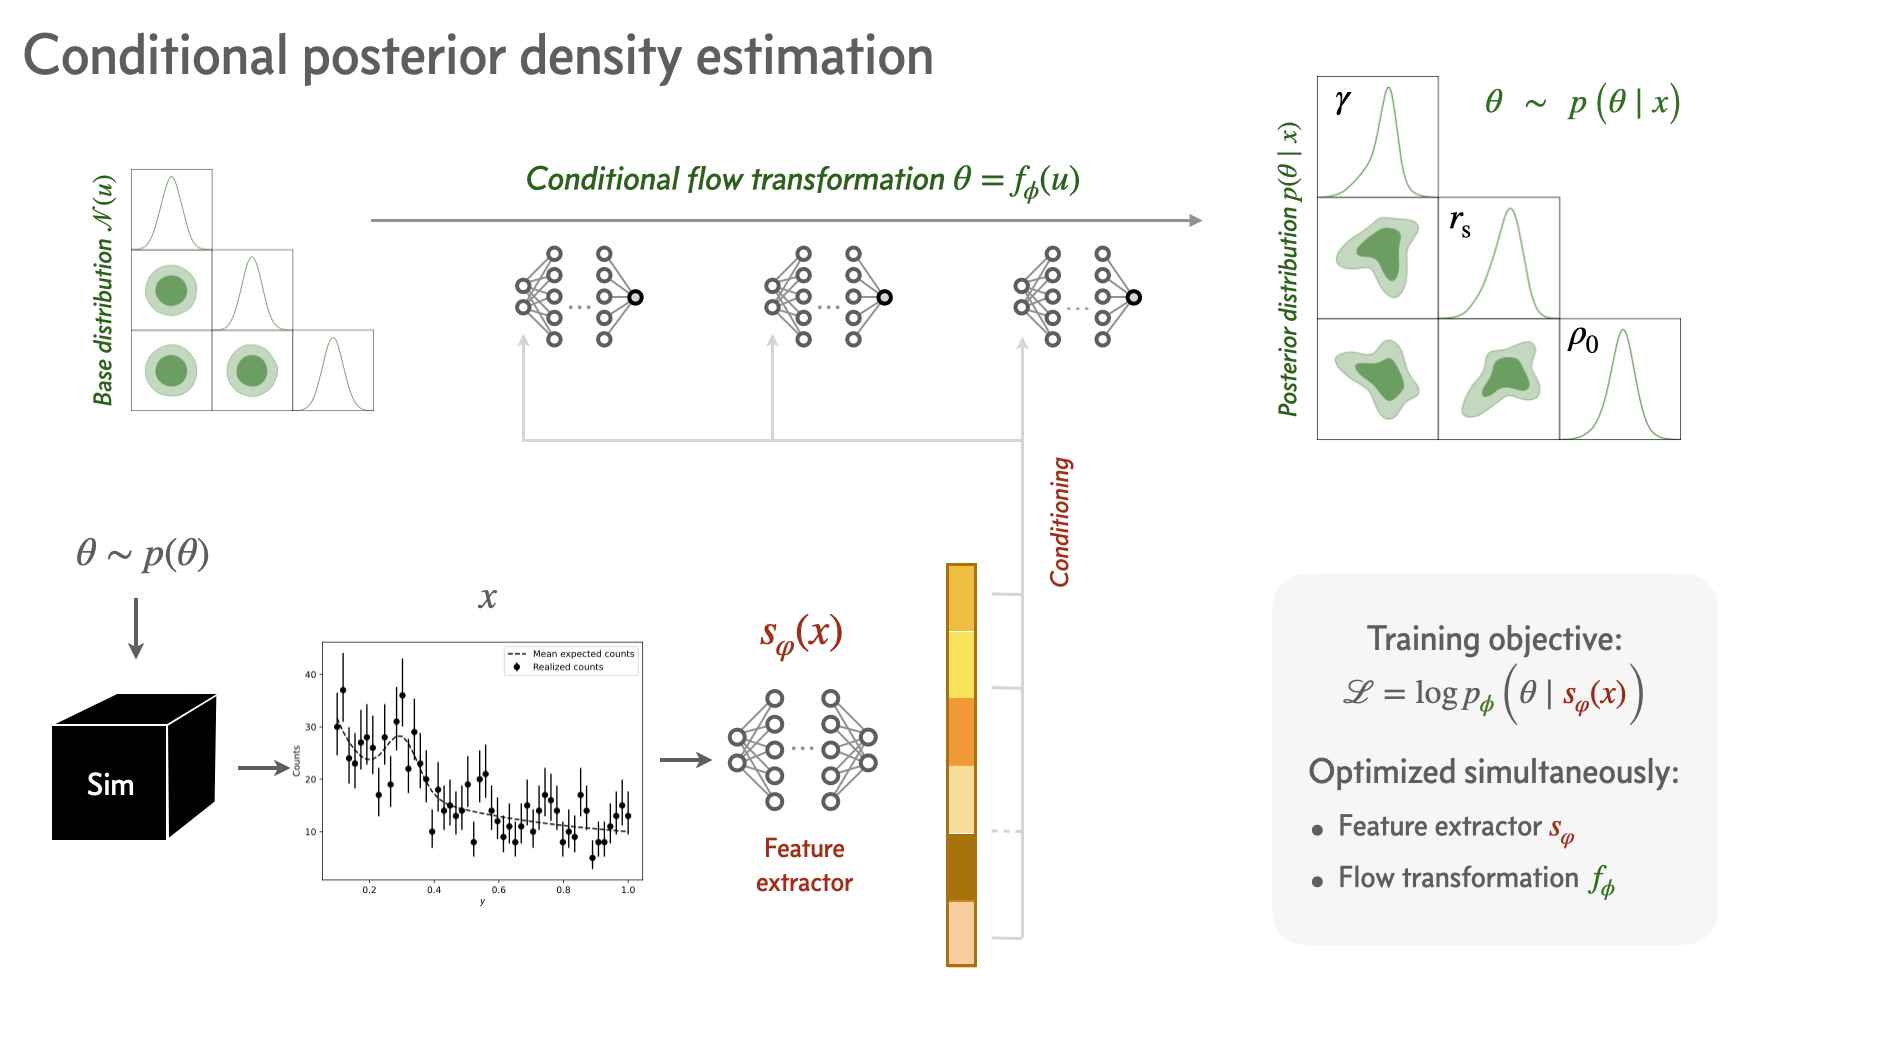 Conditional posterior density estimation
Base distribution 𝒩(u)
Conditional flow transformation θ = f_ϕ(u)
Posterior distribution p(θ | x)
γ
r_s
ρ_0
θ ~ p(θ | x)
Conditioning
θ ~ p(θ)
Sim
x
Mean expected counts
Realized counts
Counts
40
30
20
10
0.2 0.4 0.6 0.8 1.0
y
s_φ(x)
Feature
extractor
Training objective:
ℒ = log p_ϕ(θ | s_φ(x))
Optimized simultaneously:
• Feature extractor s_φ
• Flow transformation f_ϕ